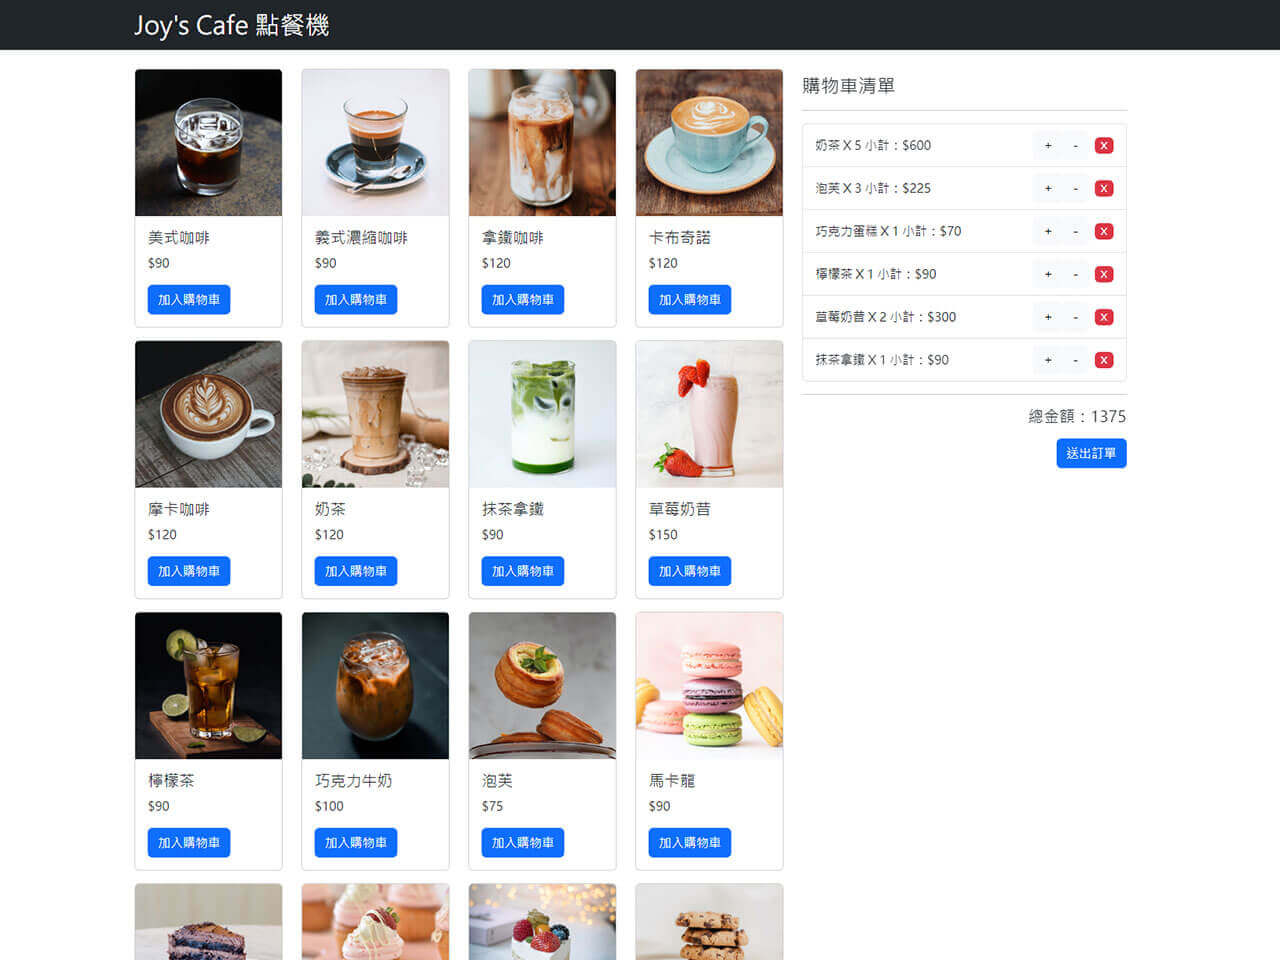 Joy's Cafe 點餐機
美式咖啡
$90
加入購物車
義式濃縮咖啡
$90
加入購物車
拿鐵咖啡
$120
加入購物車
卡布奇諾
$120
加入購物車
摩卡咖啡
$120
加入購物車
奶茶
$120
加入購物車
抹茶拿鐵
$90
加入購物車
草莓奶昔
$150
加入購物車
檸檬茶
$90
加入購物車
巧克力牛奶
$100
加入購物車
泡芙
$75
加入購物車
馬卡龍
$90
加入購物車
購物車清單
奶茶 X 5 小計：$600 + - X
泡芙 X 3 小計：$225 + - X
巧克力蛋糕 X 1 小計：$70 + - X
檸檬茶 X 1 小計：$90 + - X
草莓奶昔 X 2 小計：$300 + - X
抹茶拿鐵 X 1 小計：$90 + - X
總金額：1375
送出訂單